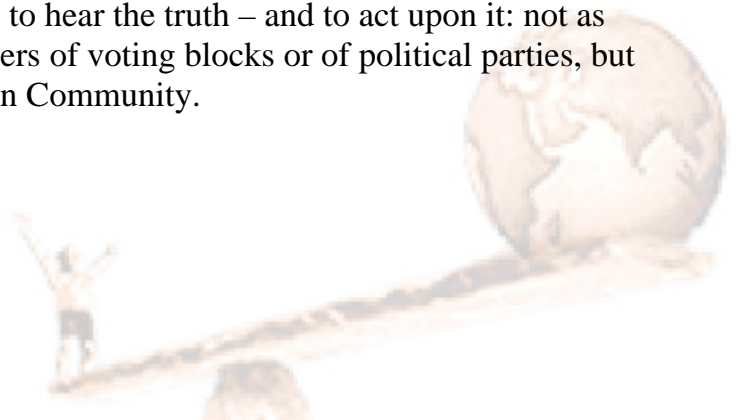 to hear the truth – and to act upon it: not as
ers of voting blocks or of political parties, but
n Community.